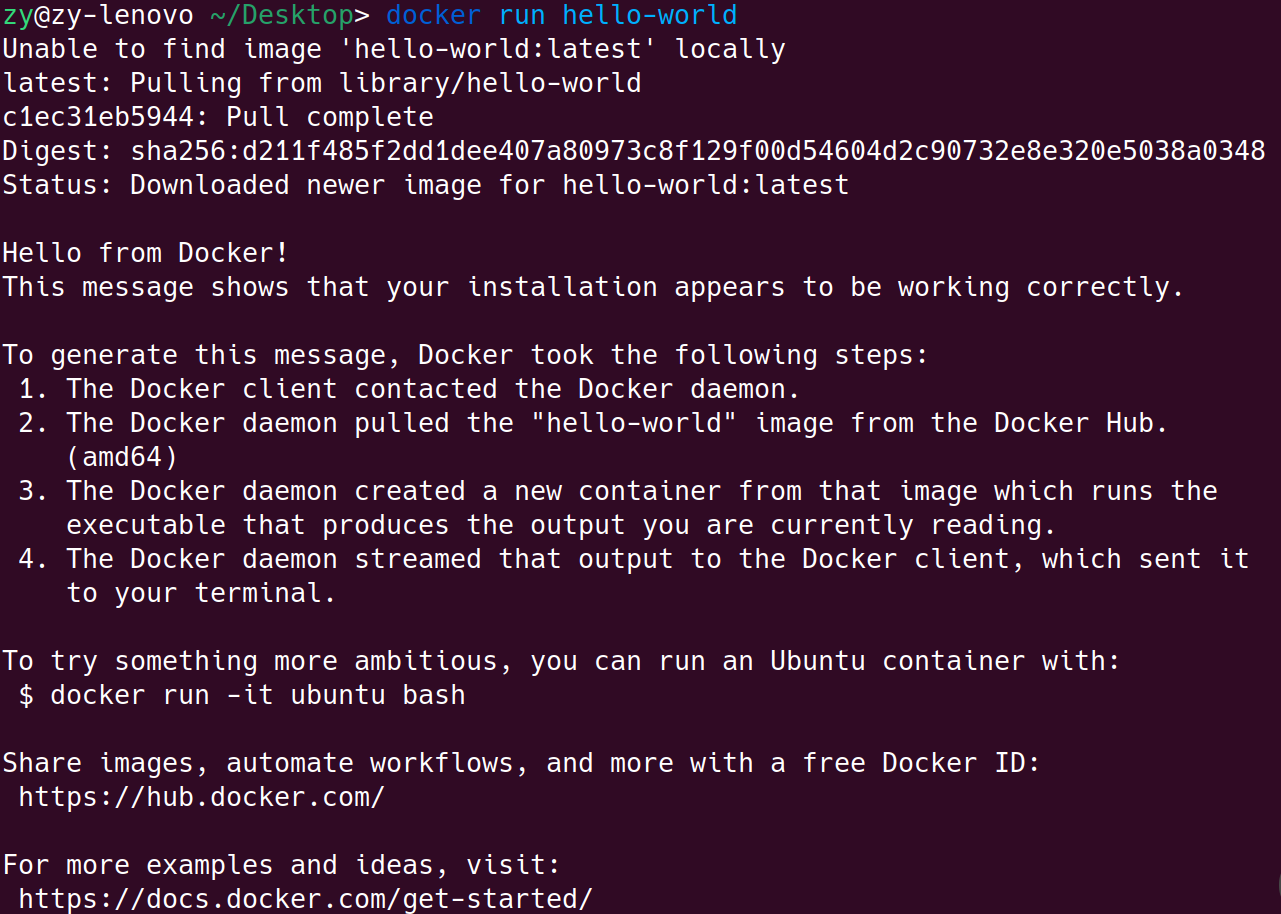 zy@zy-lenovo ~/Desktop> docker run hello-world
Unable to find image 'hello-world:latest' locally
latest: Pulling from library/hello-world
c1ec31eb5944: Pull complete
Digest: sha256:d211f485f2dd1dee407a80973c8f129f00d54604d2c90732e8e320e5038a0348
Status: Downloaded newer image for hello-world:latest

Hello from Docker!
This message shows that your installation appears to be working correctly.

To generate this message, Docker took the following steps:
 1. The Docker client contacted the Docker daemon.
 2. The Docker daemon pulled the "hello-world" image from the Docker Hub.
    (amd64)
 3. The Docker daemon created a new container from that image which runs the
    executable that produces the output you are currently reading.
 4. The Docker daemon streamed that output to the Docker client, which sent it
    to your terminal.

To try something more ambitious, you can run an Ubuntu container with:
 $ docker run -it ubuntu bash

Share images, automate workflows, and more with a free Docker ID:
 https://hub.docker.com/

For more examples and ideas, visit:
 https://docs.docker.com/get-started/